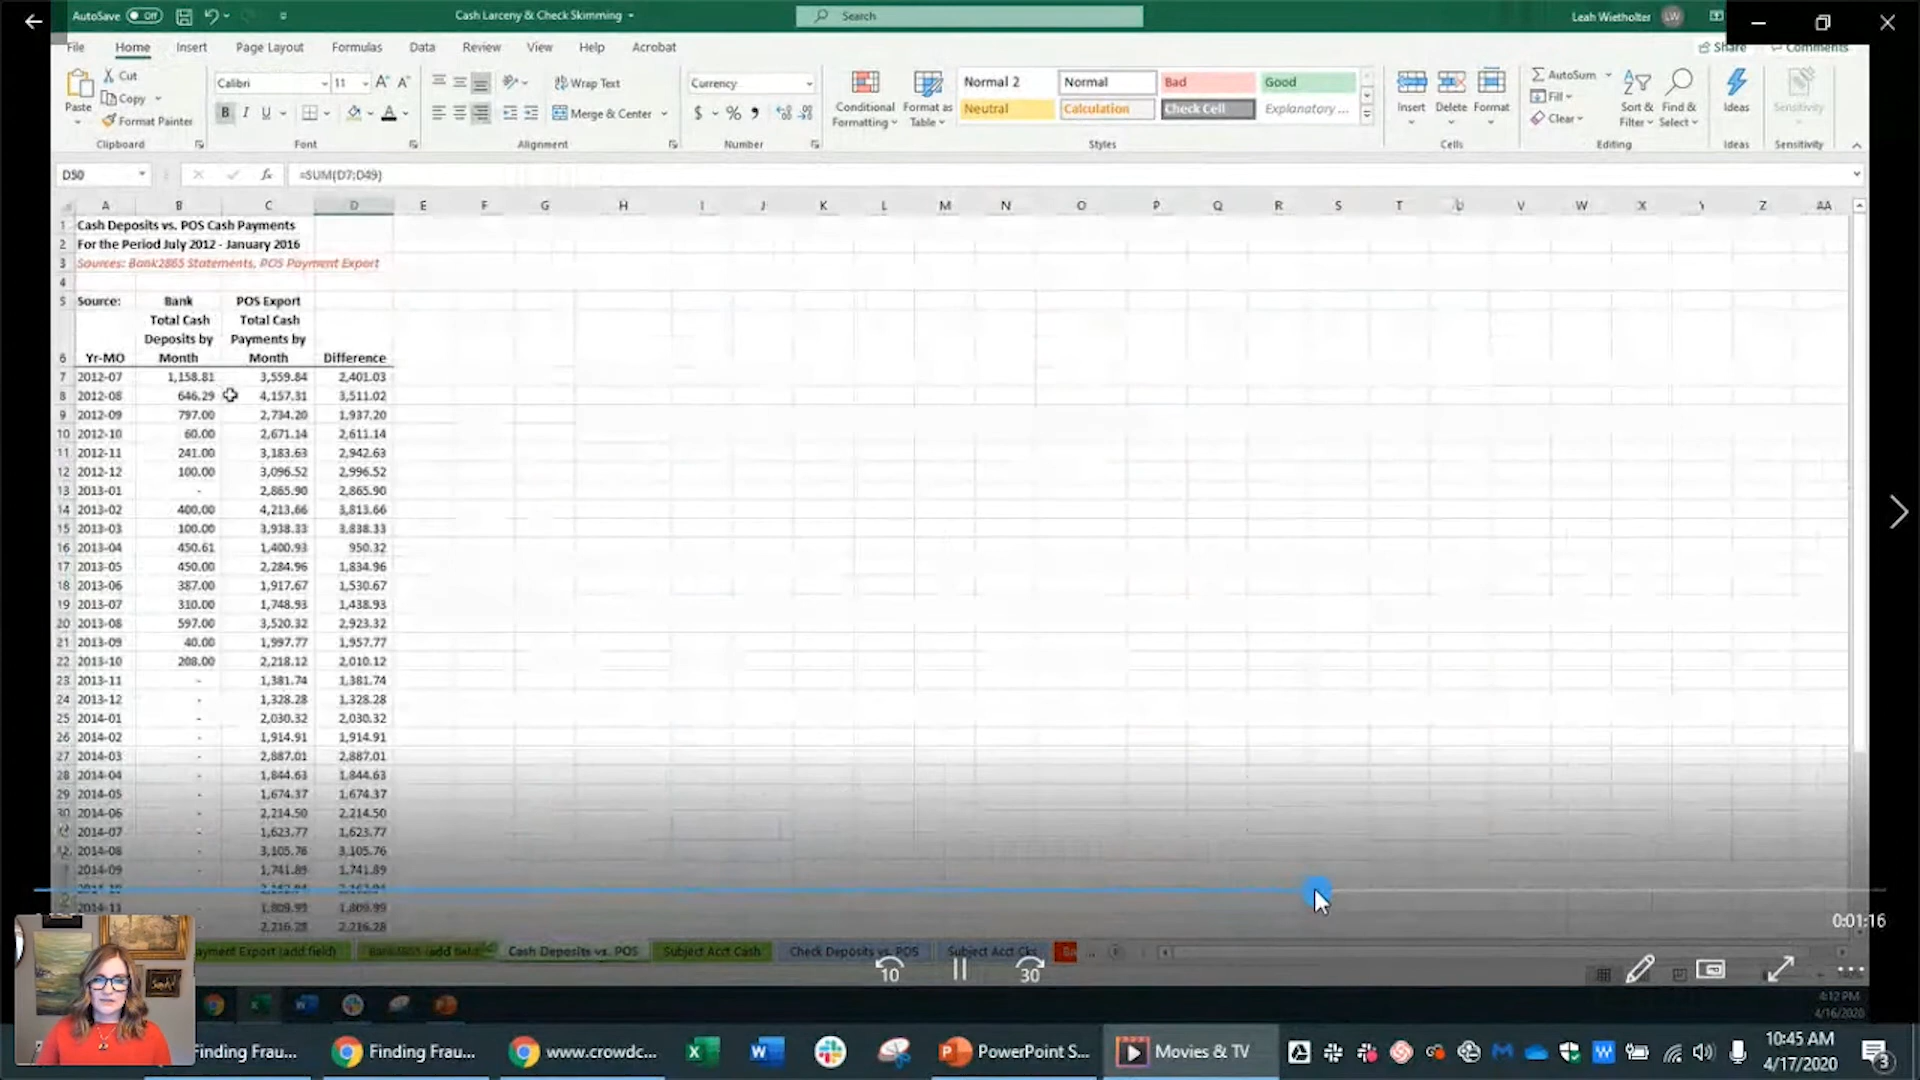 AutoSave Off
Cash Larceny & Check Skimming
Search
Leah Wietholter LW
File Home Insert Page Layout Formulas Data Review View Help Acrobat
Share Comments
Paste
Cut
Copy
Format Painter
Clipboard
Calibri 11
B I U
Font
Wrap Text
Merge & Center
Alignment
Currency
$ % ,
Number
Conditional Formatting
Format as Table
Normal 2 Normal Bad Good
Neutral Calculation Check Cell Explanatory ...
Styles
Insert Delete Format
Cells
AutoSum
Fill
Clear
Sort & Filter
Find & Select
Editing
Ideas
Ideas
Sensitivity
Sensitivity
D50 fx =SUM(D7:D49)
A B C D E F G H I J K L M N O P Q R S T U V W X Y Z AA
1 Cash Deposits vs. POS Cash Payments
2 For the Period July 2012 - January 2016
3 Sources: Bank2865 Statements, POS Payment Export
4
5 Source: Bank POS Export
Total Cash Total Cash
Deposits by Payments by
6 Yr-MO Month Month Difference
7 2012-07 1,158.81 3,559.84 2,401.03
8 2012-08 646.29 4,157.31 3,511.02
9 2012-09 797.00 2,734.20 1,937.20
10 2012-10 60.00 2,671.14 2,611.14
11 2012-11 241.00 3,183.63 2,942.63
12 2012-12 100.00 3,096.52 2,996.52
13 2013-01 - 2,865.90 2,865.90
14 2013-02 400.00 4,213.66 3,813.66
15 2013-03 100.00 3,938.33 3,838.33
16 2013-04 450.61 1,400.93 950.32
17 2013-05 450.00 2,284.96 1,834.96
18 2013-06 387.00 1,917.67 1,530.67
19 2013-07 310.00 1,748.93 1,438.93
20 2013-08 597.00 3,520.32 2,923.32
21 2013-09 40.00 1,997.77 1,957.77
22 2013-10 208.00 2,218.12 2,010.12
23 2013-11 - 1,381.74 1,381.74
24 2013-12 - 1,328.28 1,328.28
25 2014-01 - 2,030.32 2,030.32
26 2014-02 - 1,914.91 1,914.91
27 2014-03 - 2,887.01 2,887.01
28 2014-04 - 1,844.63 1,844.63
29 2014-05 - 1,674.37 1,674.37
30 2014-06 - 2,214.50 2,214.50
2014-07 - 1,623.77 1,623.77
2014-08 - 3,105.76 3,105.76
2014-09 - 1,741.89 1,741.89
2014-11 - 1,809.99 1,809.99
2,216.28 2,216.28
0:01:16
ayment Export (add field) Bank2865 (add field) Cash Deposits vs. POS Subject Acct Cash Check Deposits vs. POS Subject Acct Cks Ba ...
10 30
4:12 PM
4/16/2020
Finding Frau... Finding Frau... www.crowdc... PowerPoint S... Movies & TV
10:45 AM
4/17/2020
3